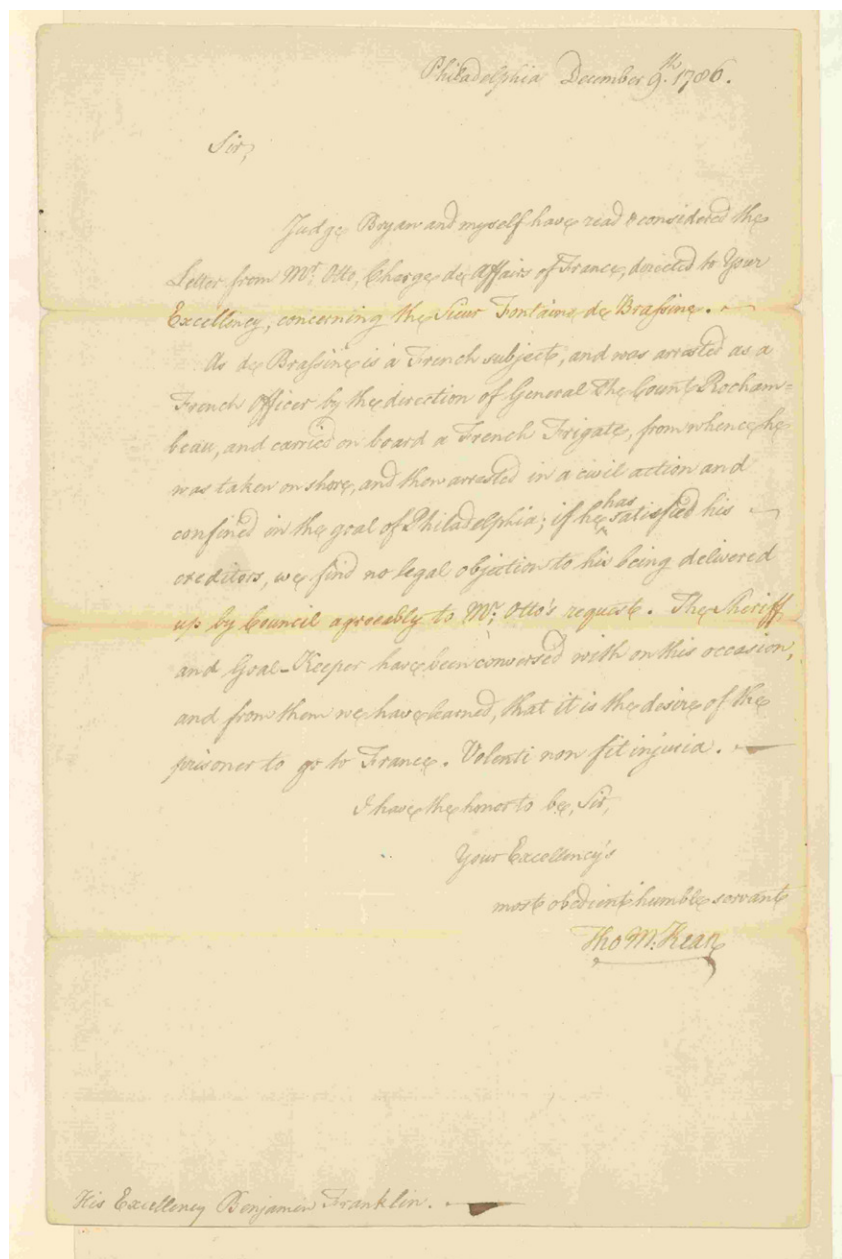 Philadelphia December 9.th 1786.
Sir,
Judge Bryan and myself have read & considered the
Letter from Mr. Otto, Charge de Affairs of France, directed to Your
Excellency, concerning the Sieur Fontaine de Brassine.
As de Brassine is a French subject, and was arrested as a
French Officer by the direction of General The Count Rocham=
beau, and carried on board a French Frigate, from whence he
was taken on shore, and then arrested in a civil action and
confined in the goal of Philadelphia; if he has satisfied his
creditors, we find no legal objection to his being delivered
up by Council agreeably to Mr. Otto's request. The Sheriff
and Goal-Keeper have been conversed with on this occasion,
and from them we have learned, that it is the desire of the
prisoner to go to France. Volenti non fit injuria.
I have the honor to be, Sir,
Your Excellency's
most obedient humble servant
Tho M.Kean
His Excellency Benjamin Franklin.